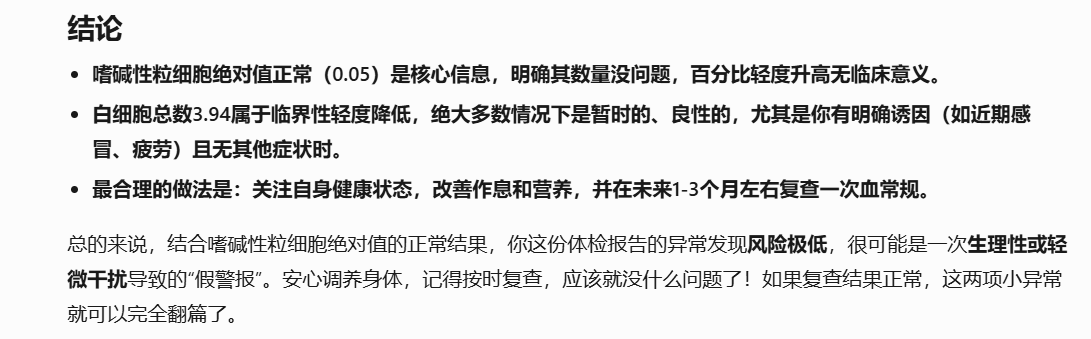 结论
• 嗜碱性粒细胞绝对值正常（0.05）是核心信息，明确其数量没问题，百分比轻度升高无临床意义。
• 白细胞总数3.94属于临界性轻度降低，绝大多数情况下是暂时的、良性的，尤其是你有明确诱因（如近期感
冒、疲劳）且无其他症状时。
• 最合理的做法是：关注自身健康状态，改善作息和营养，并在未来1-3个月左右复查一次血常规。
总的来说，结合嗜碱性粒细胞绝对值的正常结果，你这份体检报告的异常发现风险极低，很可能是一次生理性或轻
微干扰导致的“假警报”。安心调养身体，记得按时复查，应该就没什么问题了！如果复查结果正常，这两项小异常
就可以完全翻篇了。